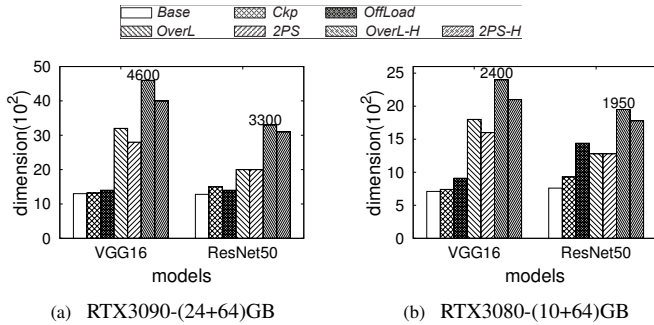 Base Ckp OffLoad
OverL 2PS OverL-H 2PS-H
50
40
30
20
10
0
dimension(10²)
4600
3300
VGG16 ResNet50
models
(a) RTX3090-(24+64)GB
25
20
15
10
5
0
dimension(10²)
2400
1950
VGG16 ResNet50
models
(b) RTX3080-(10+64)GB